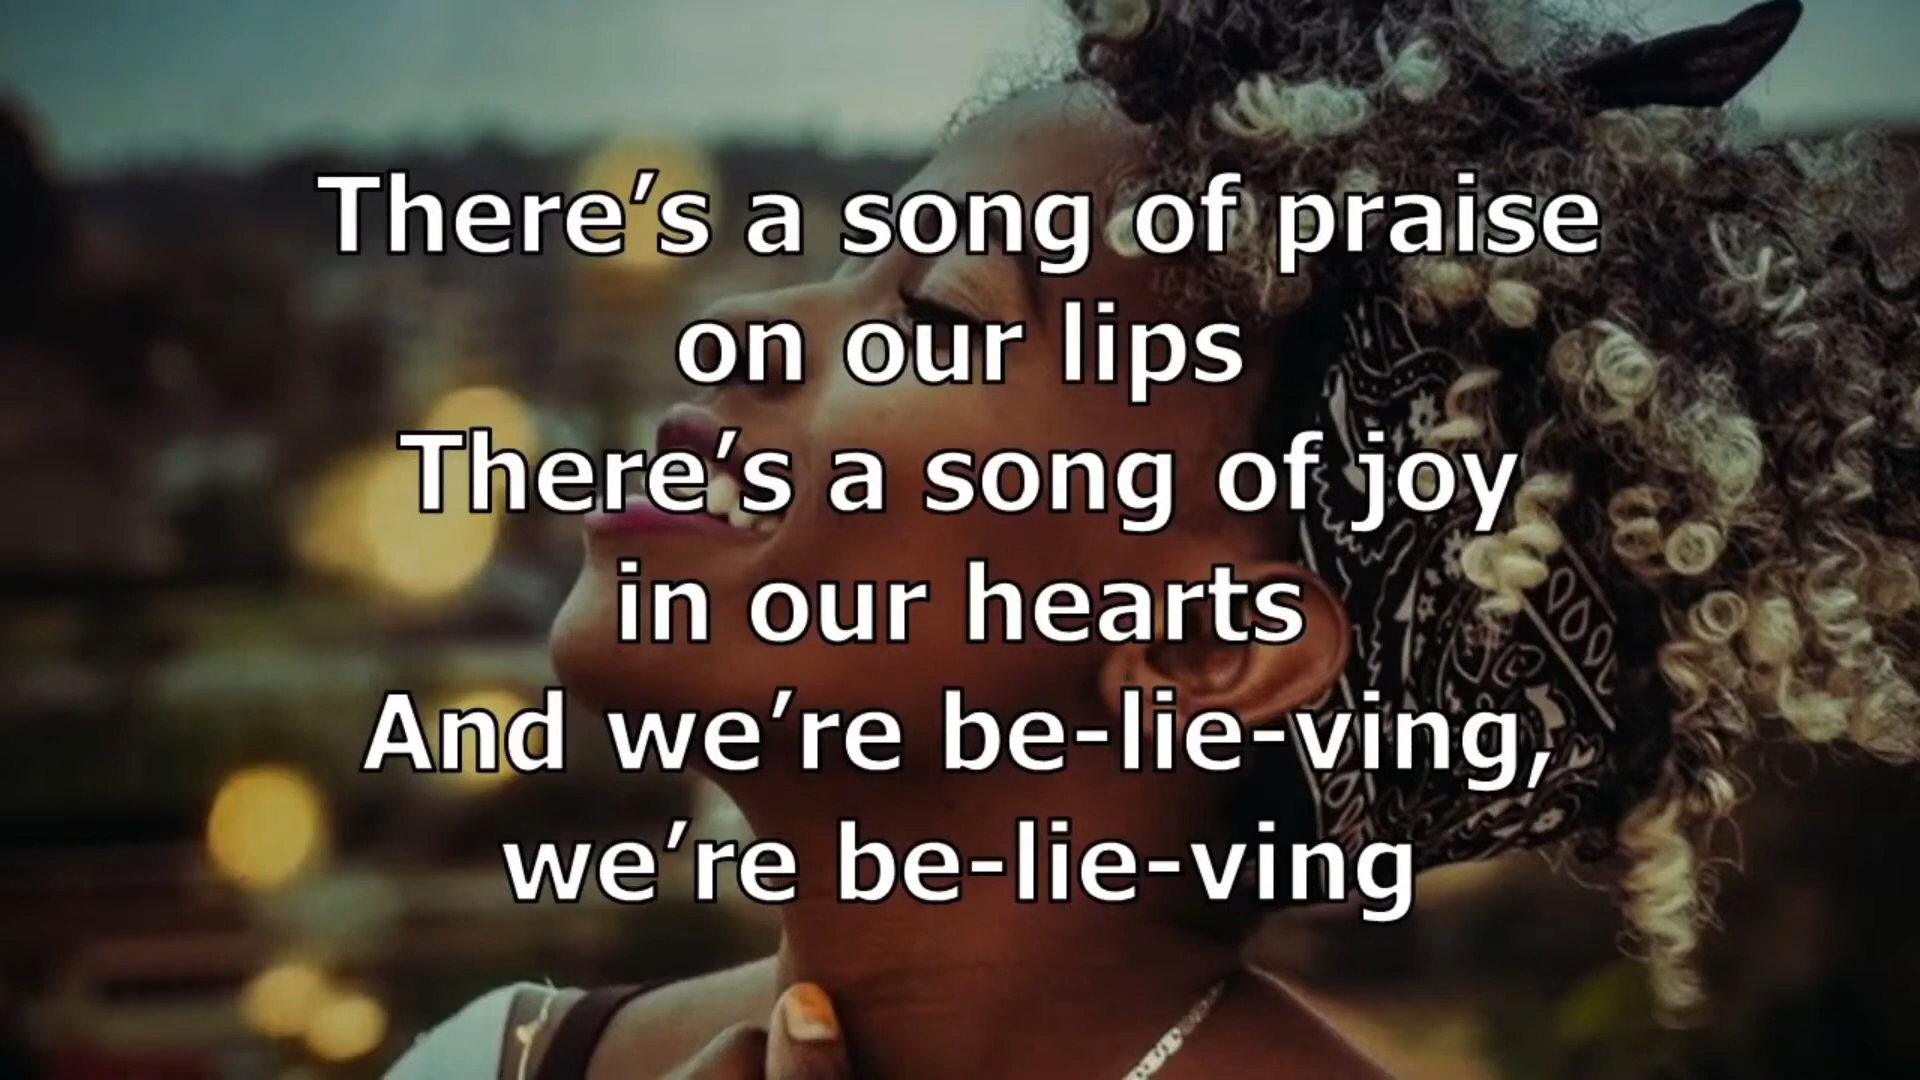 There’s a song of praise
on our lips
There’s a song of joy
in our hearts
And we’re be-lie-ving,
we’re be-lie-ving